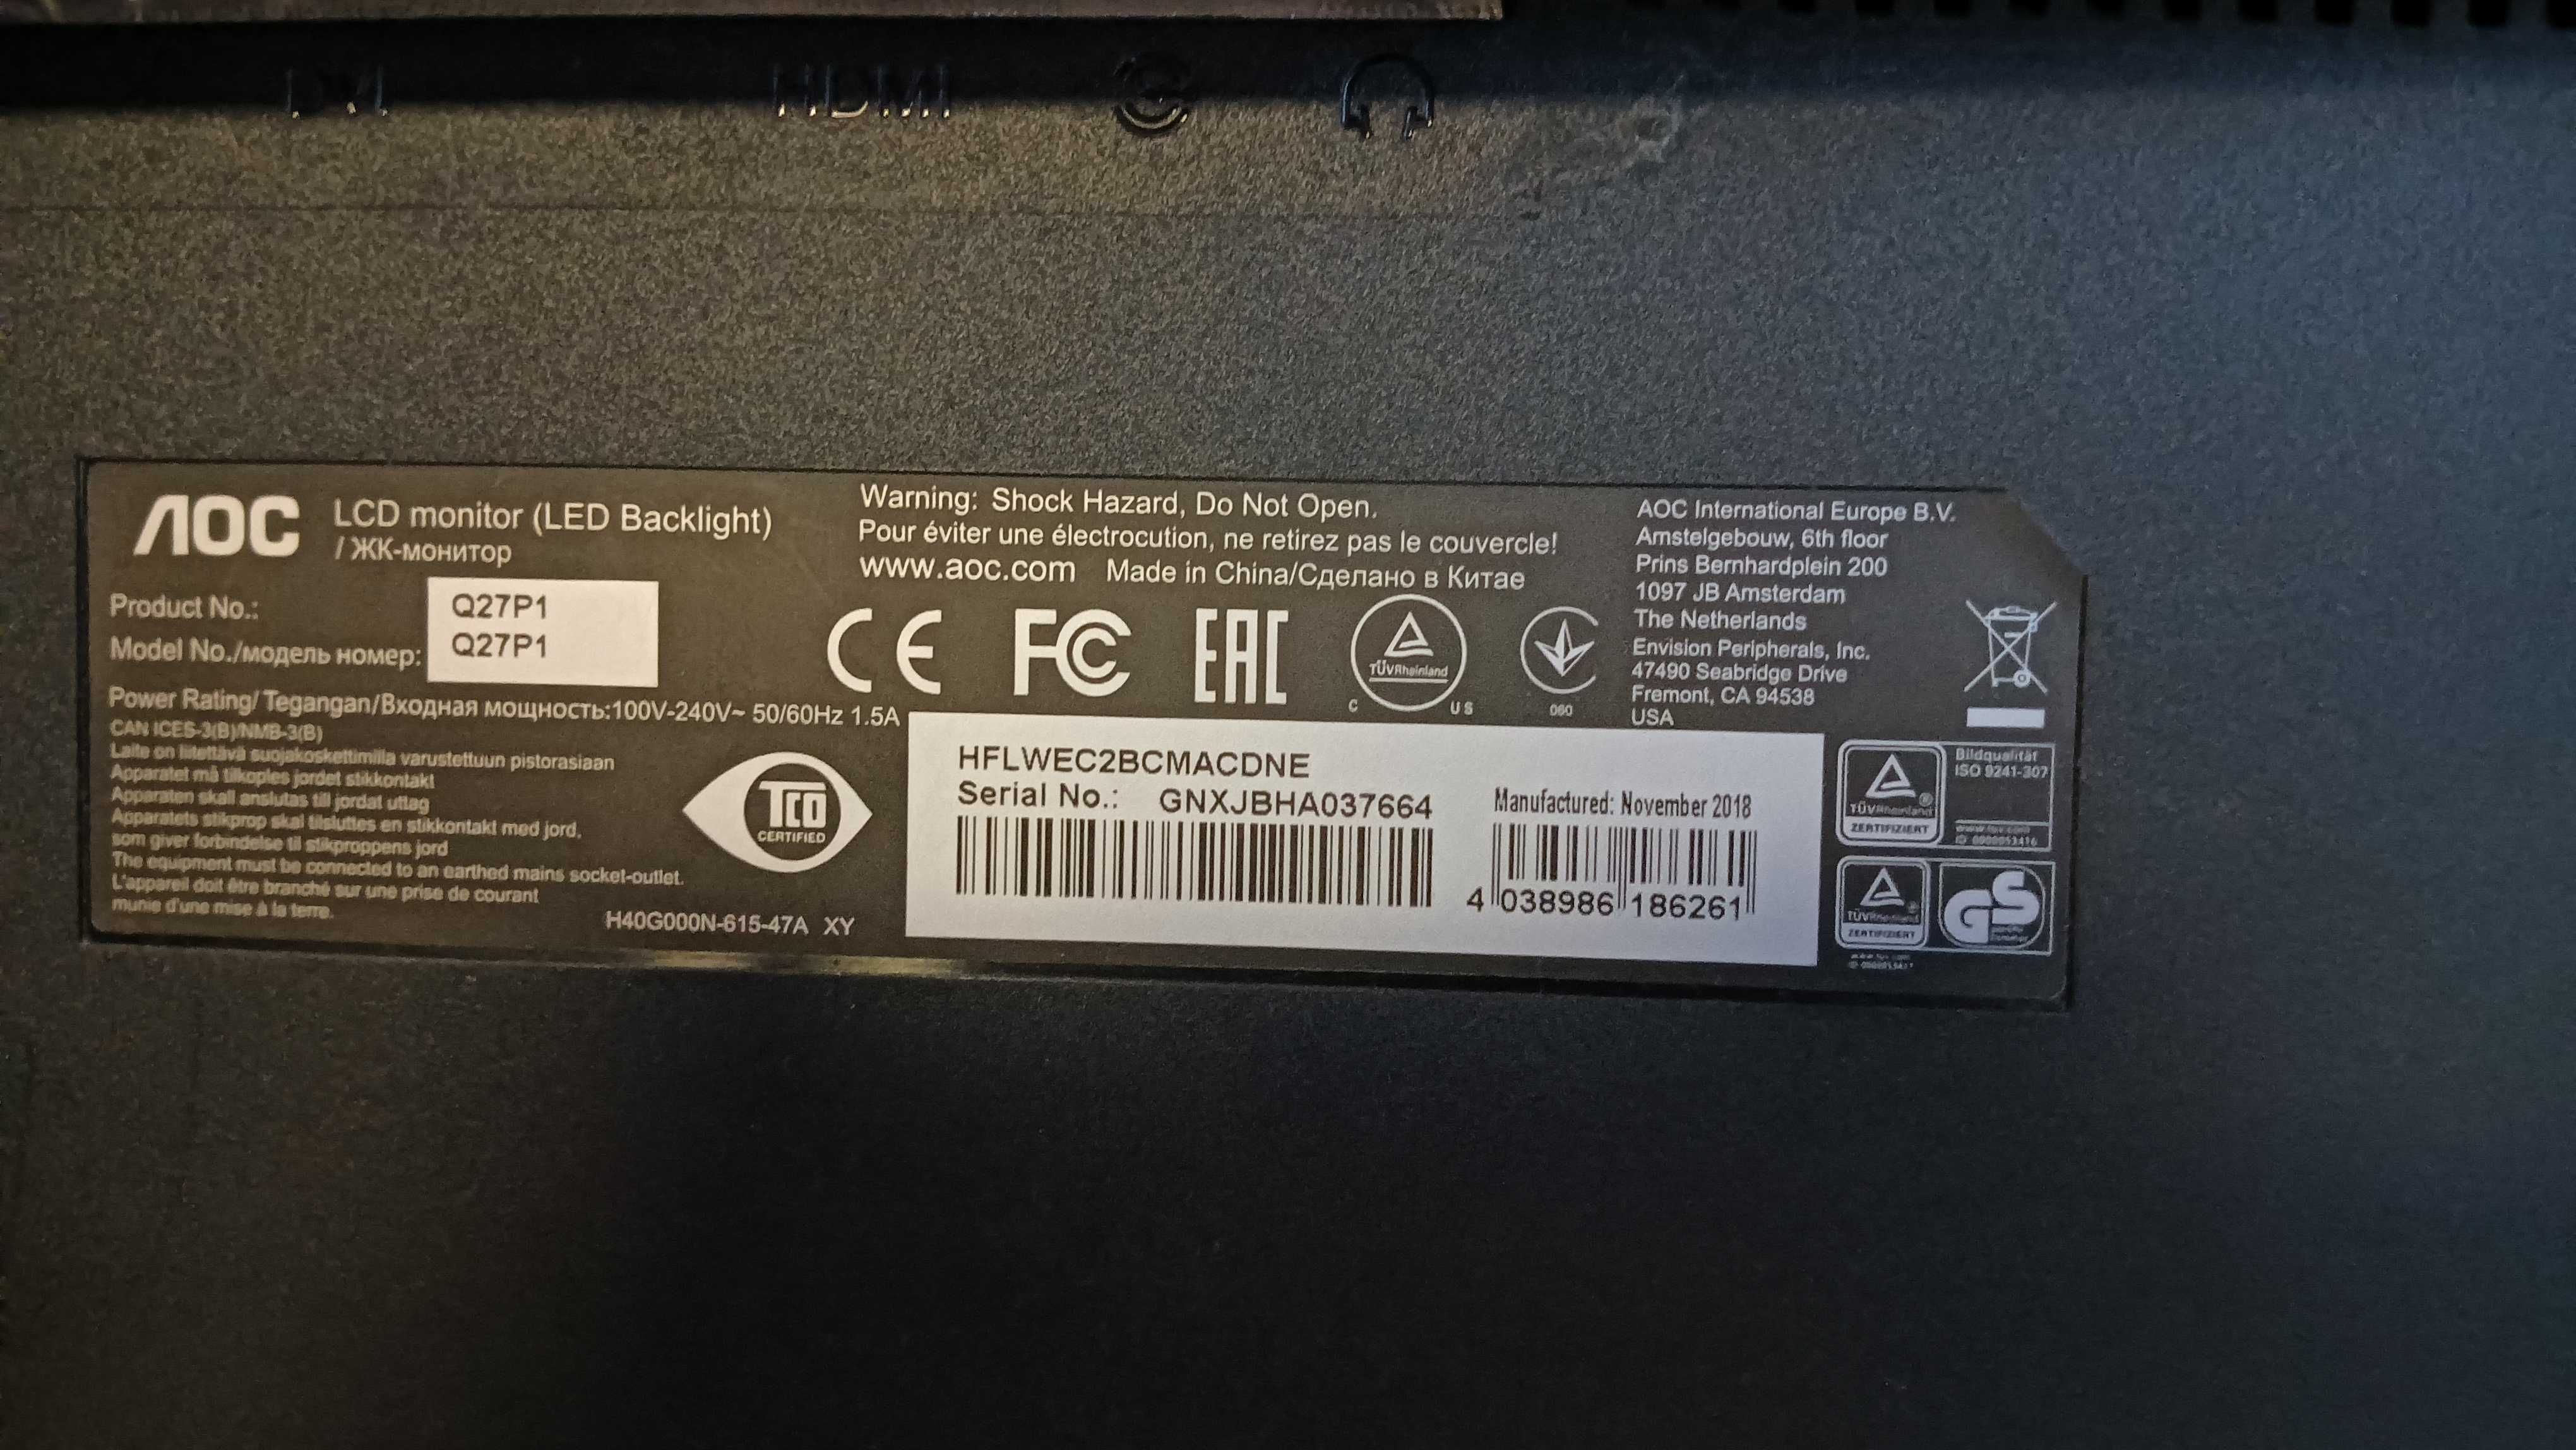 HDMI
AOC
LCD monitor (LED Backlight)
/ ЖК-монитор
Product No.: Q27P1
Model No./модель номер: Q27P1
Power Rating/ Tegangan/Входная мощность:100V-240V~ 50/60Hz 1.5A
CAN ICES-3(B)/NMB-3(B)
Laite on liitettävä suojakoskettimilla varustettuun pistorasiaan
Apparatet må tilkoples jordet stikkontakt
Apparaten skall anslutas till jordat uttag
Apparatets stikprop skal tilsluttes en stikkontakt med jord,
som giver forbindelse til stikproppens jord
The equipment must be connected to an earthed mains socket-outlet.
L'appareil doit être branché sur une prise de courant
munie d'une mise à la terre.
H40G000N-615-47A XY
TCO
CERTIFIED
Warning: Shock Hazard, Do Not Open.
Pour éviter une électrocution, ne retirez pas le couvercle!
www.aoc.com Made in China/Сделано в Китае
CE FC EAC
TÜVRheinland
C US
060
AOC International Europe B.V.
Amstelgebouw, 6th floor
Prins Bernhardplein 200
1097 JB Amsterdam
The Netherlands
Envision Peripherals, Inc.
47490 Seabridge Drive
Fremont, CA 94538
USA
HFLWEC2BCMACDNE
Serial No.: GNXJBHA037664
Manufactured: November 2018
4 038986 186261
TÜVRheinland
ZERTIFIZIERT
Bildqualität
ISO 9241-307
www.tuv.com
TÜVRheinland
ZERTIFIZIERT
GS
www.tuv.com